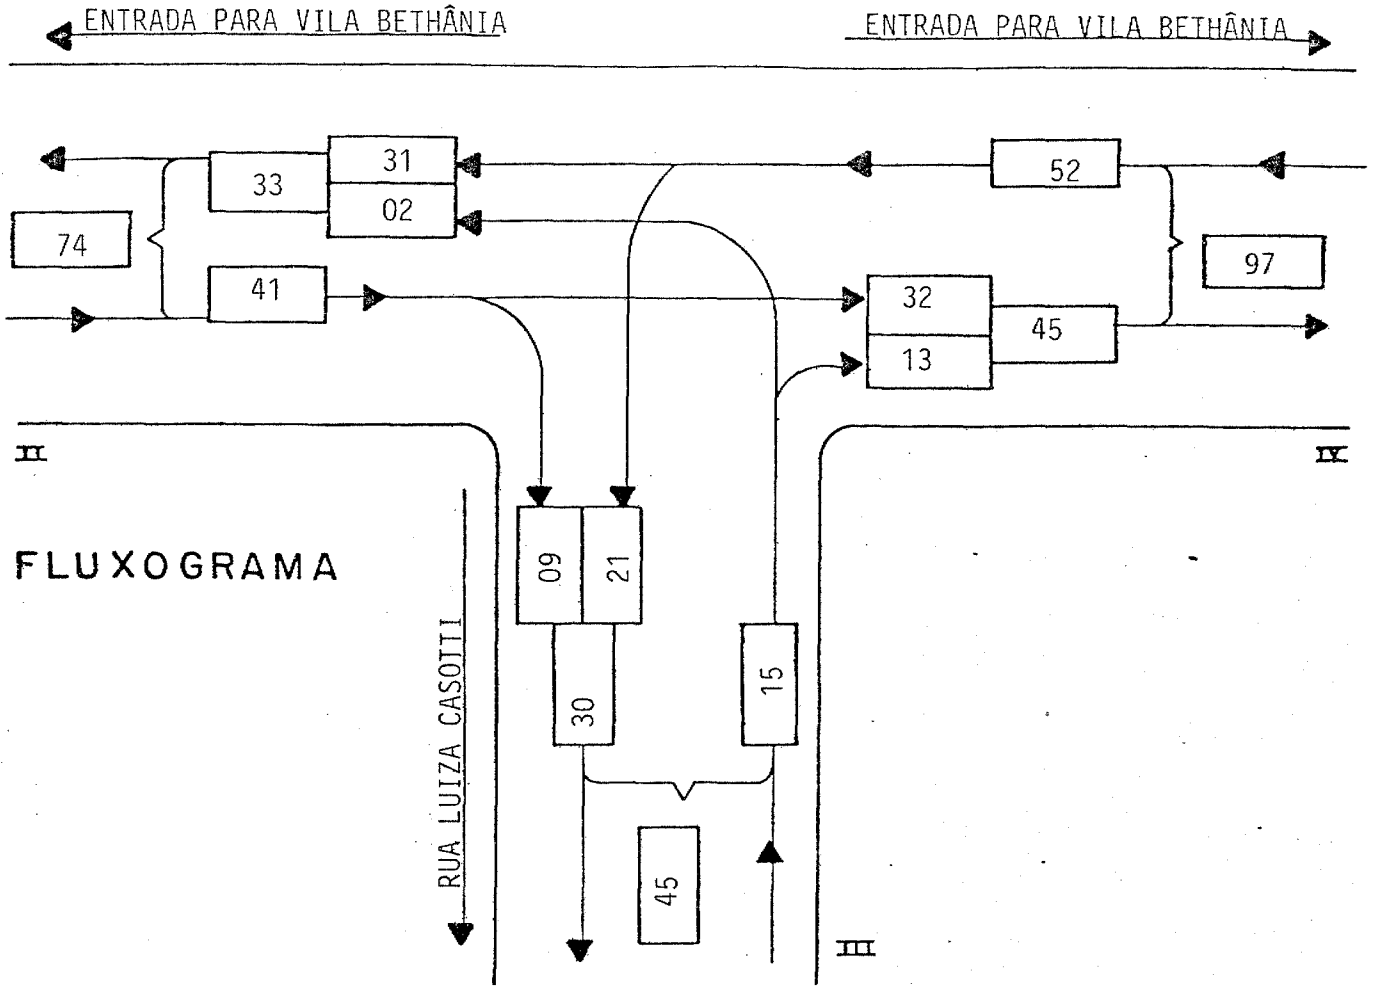 ENTRADA PARA VILA BETHÂNIA
ENTRADA PARA VILA BETHÂNIA
31
33
02
52
74
41
97
32
45
13
II
IV
FLUXOGRAMA
09
21
RUA LUIZA CASOTTI
30
15
45
III